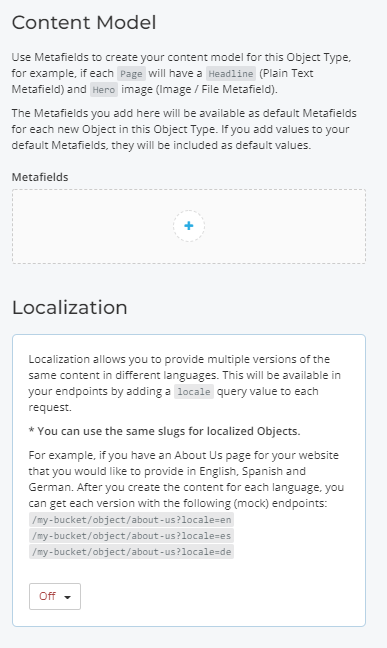 Content Model
Use Metafields to create your content model for this Object Type,
for example, if each Page will have a Headline (Plain Text
Metafield) and Hero image (Image / File Metafield).
The Metafields you add here will be available as default Metafields
for each new Object in this Object Type. If you add values to your
default Metafields, they will be included as default values.
Metafields
+
Localization
Localization allows you to provide multiple versions of the
same content in different languages. This will be available in
your endpoints by adding a locale query value to each
request.
* You can use the same slugs for localized Objects.
For example, if you have an About Us page for your website
that you would like to provide in English, Spanish and
German. After you create the content for each language, you
can get each version with the following (mock) endpoints:
/my-bucket/object/about-us?locale=en
/my-bucket/object/about-us?locale=es
/my-bucket/object/about-us?locale=de
Off